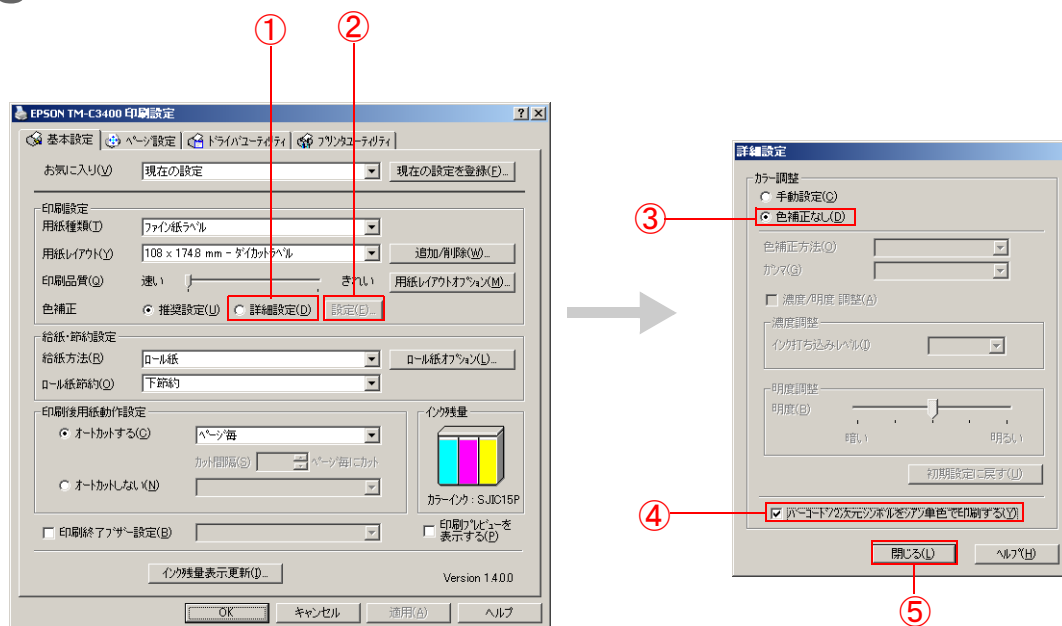 ① ②
EPSON TM-C3400 印刷設定
基本設定 ページ設定 ドライバユーティリティ プリンタユーティリティ
お気に入り(V) 現在の設定 現在の設定を登録(F)...
印刷設定
用紙種類(T) ファイン紙ラベル
用紙レイアウト(Y) 108 x 174.8 mm - ダイカットラベル 追加/削除(W)...
印刷品質(Q) 速い きれい 用紙レイアウトオプション(M)...
色補正 推奨設定(U) 詳細設定(D) 設定(E)...
給紙・節約設定
給紙方法(R) ロール紙 ロール紙オプション(L)...
ロール紙節約(O) 下節約
印刷後用紙動作設定
オートカットする(C) ページ毎
カット間隔(S) ページ毎にカット
オートカットしない(N)
インク残量
カラーインク : SJIC15P
印刷終了ブザー設定(B)
印刷プレビューを
表示する(P)
インク残量表示更新(I)...
Version 1.4.0.0
OK キャンセル 適用(A) ヘルプ
詳細設定
カラー調整
手動設定(C)
③ 色補正なし(D)
色補正方法(O)
ガンマ(G)
濃度/明度 調整(A)
濃度調整
インク打ち込みレベル(I)
明度調整
明度(B)
暗い 明るい
初期設定に戻す(U)
④ バーコード/2次元シンボルをシアン単色で印刷する(Y)
閉じる(L) ヘルプ(H)
⑤